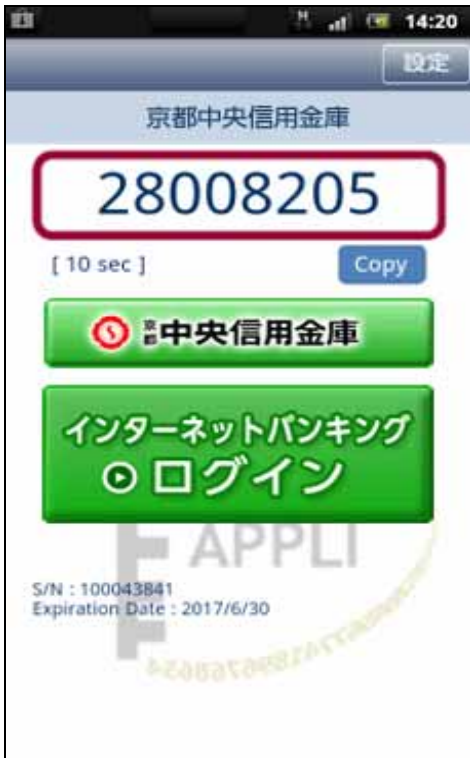 14:20
設定
京都中央信用金庫
28008205
[ 10 sec ]
Copy
京都中央信用金庫
インターネットバンキング
ログイン
APPLI
S/N : 100043841
Expiration Date : 2017/6/30